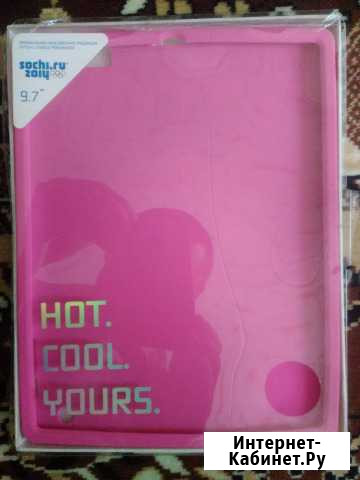 sochi.ru
2014
9.7"
HOT.
COOL.
YOURS.
Интернет-
Кабинет.Ру